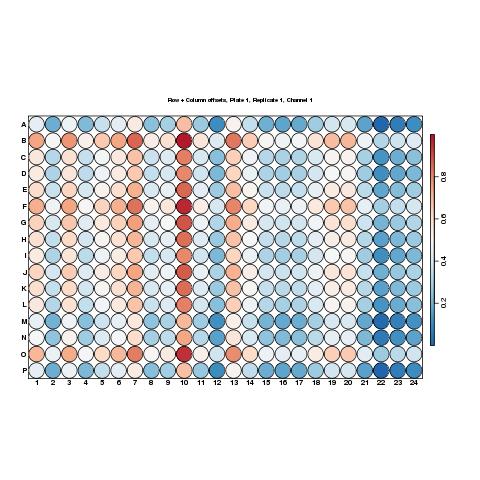 Row + Column offsets, Plate 1, Replicate 1, Channel 1
A
B
C
D
E
F
G
H
I
J
K
L
M
N
O
P
1 2 3 4 5 6 7 8 9 10 11 12 13 14 15 16 17 18 19 20 21 22 23 24
0.8
0.6
0.4
0.2